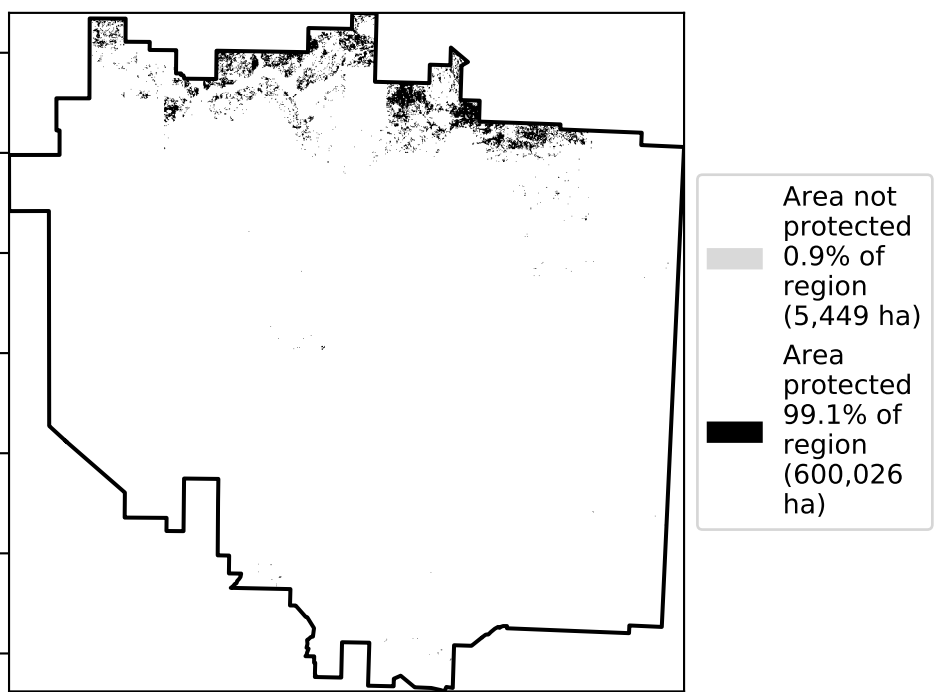 Area not
protected
0.9% of
region
(5,449 ha)
Area
protected
99.1% of
region
(600,026
ha)